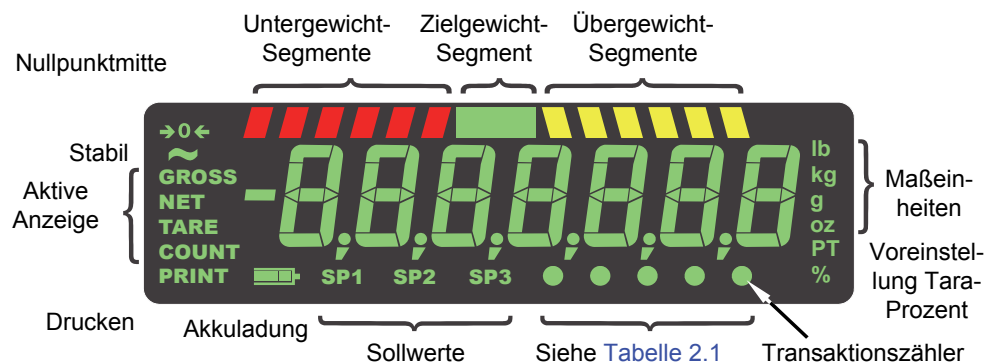 Untergewicht-
Segmente
Zielgewicht-
Segment
Übergewicht-
Segmente
Nullpunktmitte
→0←
Stabil
~
Aktive
Anzeige
GROSS
NET
TARE
COUNT
PRINT
-8.8.8.8.8.8.8
SP1 SP2 SP3
lb
kg
g
oz
PT
%
Maßein-
heiten
Voreinstel-
lung Tara-
Prozent
Drucken
Akkuladung
Sollwerte
Siehe Tabelle 2.1
Transaktionszähler